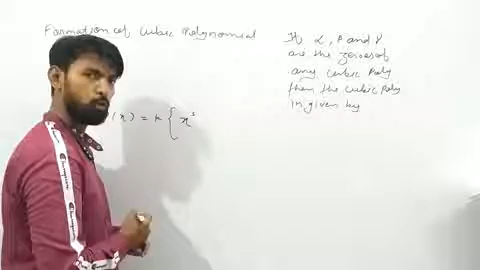 Formation of Cubic Polynomial
If α, β and γ
are the zeroes of
any cubic Poly
then the cubic Poly
in given by
(x) = k { x³